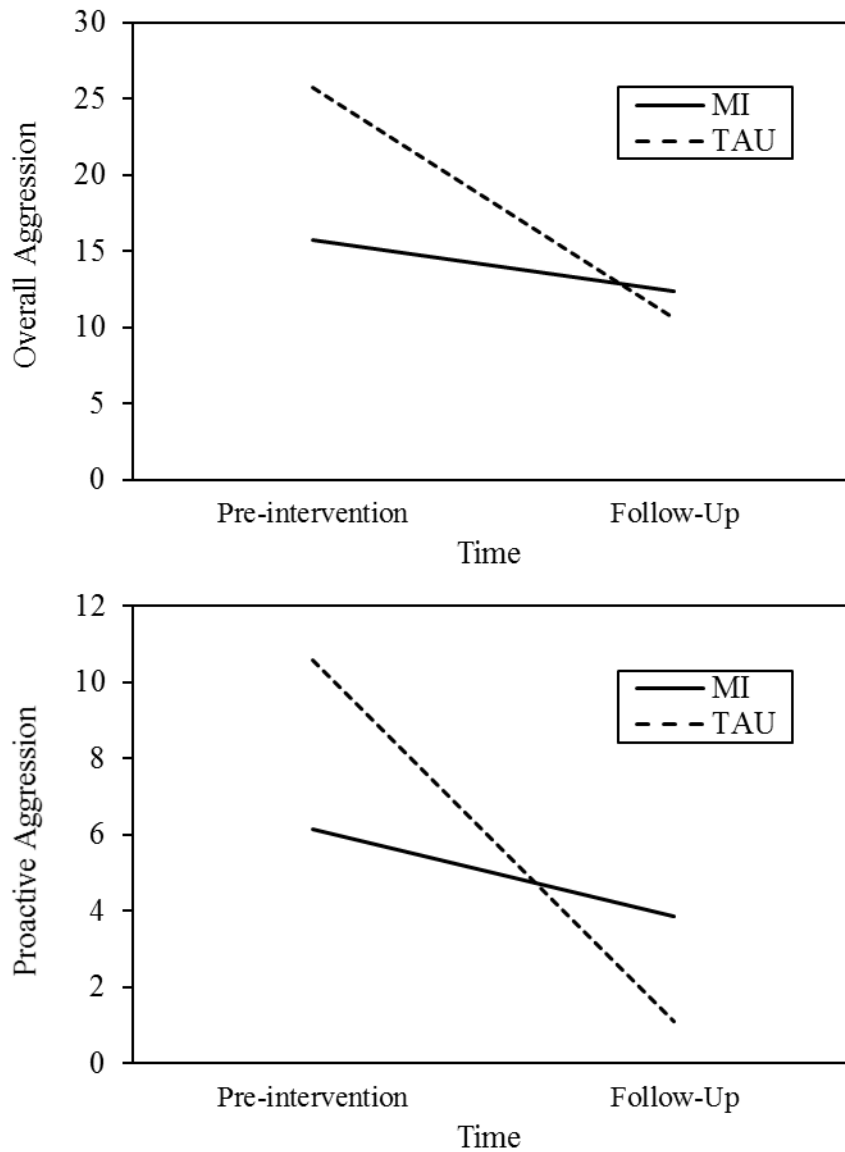 Overall Aggression
30
25
20
15
10
5
0
MI
TAU
Pre-intervention Follow-Up
Time
Proactive Aggression
12
10
8
6
4
2
0
MI
TAU
Pre-intervention Follow-Up
Time